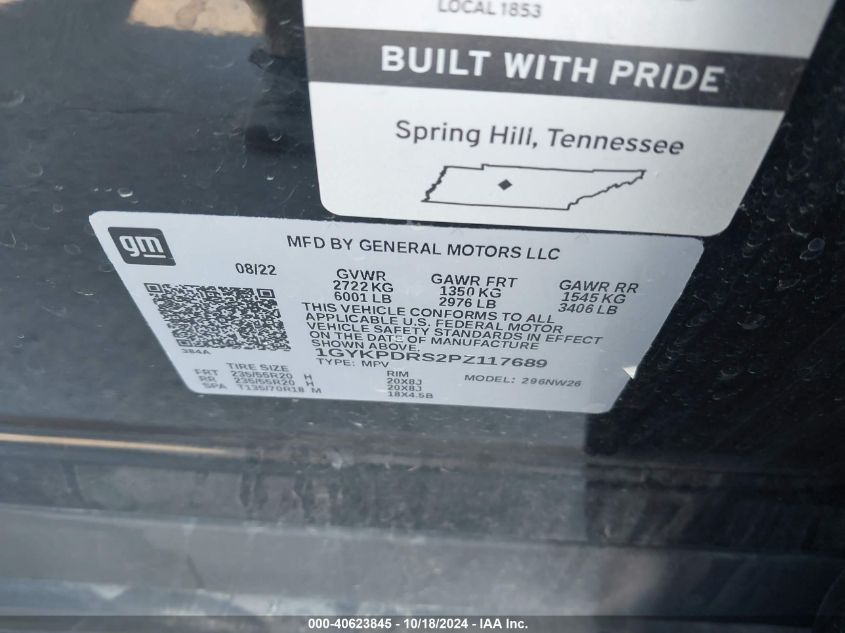 LOCAL 1853
BUILT WITH PRIDE
Spring Hill, Tennessee
gm
MFD BY GENERAL MOTORS LLC
08/22
GVWR GAWR FRT GAWR RR
2722 KG 1350 KG 1545 KG
6001 LB 2976 LB 3406 LB
THIS VEHICLE CONFORMS TO ALL
APPLICABLE U.S. FEDERAL MOTOR
VEHICLE SAFETY STANDARDS IN EFFECT
ON THE DATE OF MANUFACTURE
SHOWN ABOVE.
384A
1GYKPDRS2PZ117689
TYPE: MPV MODEL: 296NW26
TIRE SIZE RIM
FRT 235/55R20 H 20X8J
RR 235/55R20 H 20X8J
SPA T135/70R18 M 18X4.5B
000-40623845 - 10/18/2024 - IAA Inc.